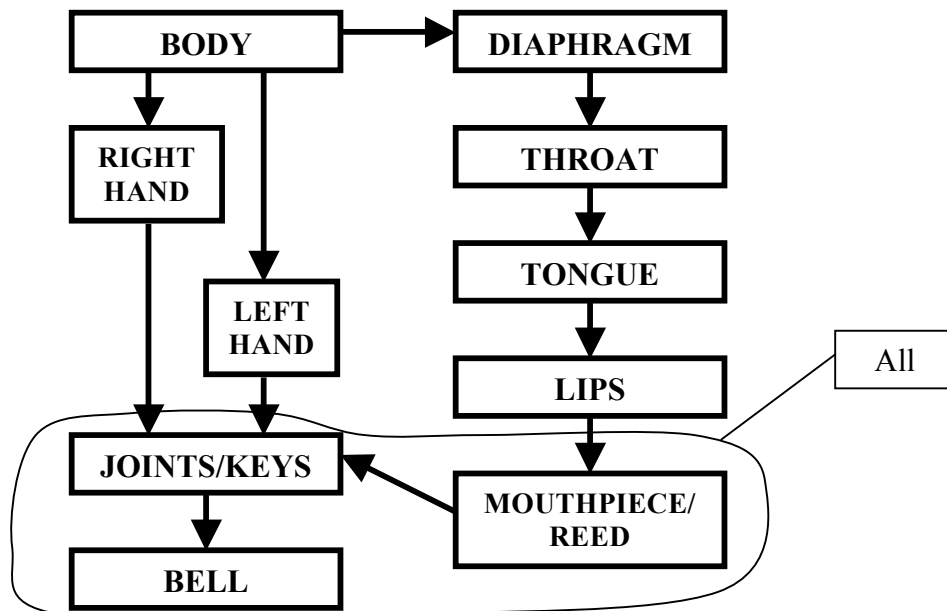 BODY
DIAPHRAGM
RIGHT
HAND
THROAT
TONGUE
LEFT
HAND
All
LIPS
JOINTS/KEYS
MOUTHPIECE/
REED
BELL